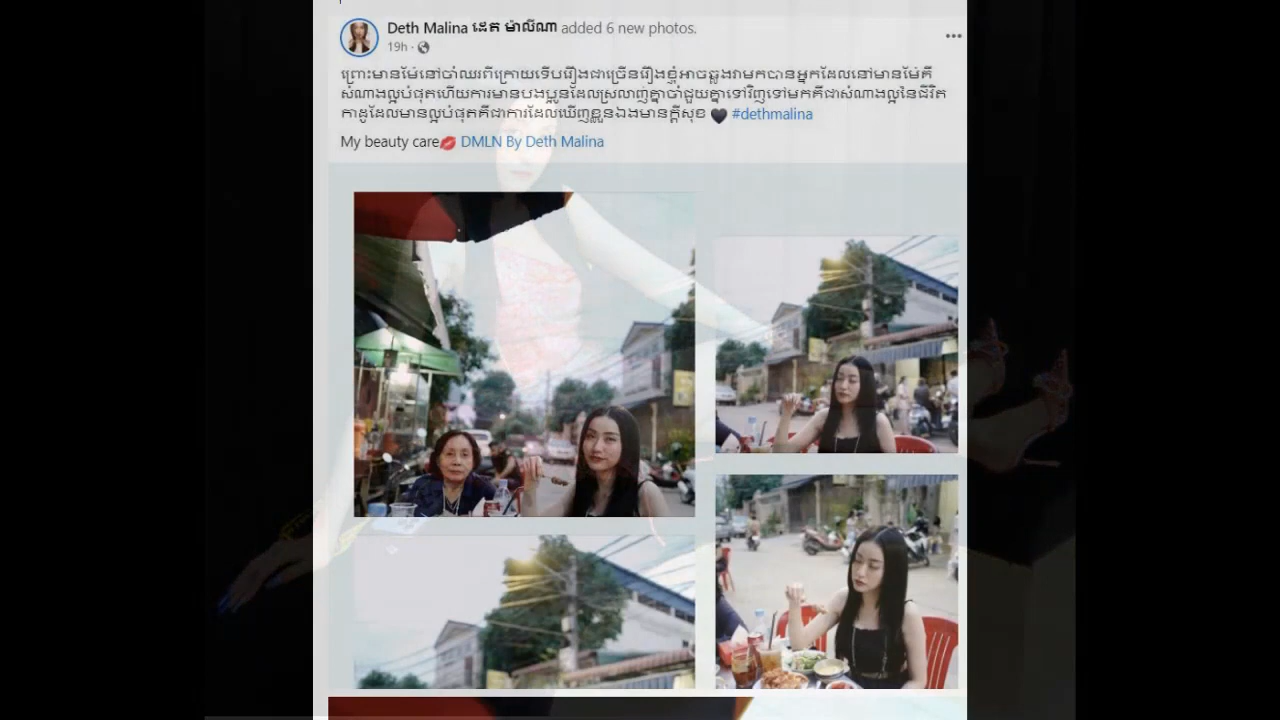 Deth Malina ដេត ម៉ាលីណា added 6 new photos.
19h ·
ព្រោះមានម៉ែនៅចាំឈរពីក្រោយទើបរឿងជាច្រើនរឿងខ្ញុំអាចឆ្លងវាមកបានអ្នកដែលនៅមានម៉ែគឺ
សំណាងល្អបំផុតហើយការមានបងប្អូនដែលស្រលាញ់គ្នាចាំជួយគ្នាទៅវិញទៅមកគឺជាសំណាងល្អនៃជីវិត
កាដូដែលមានល្អបំផុតគឺជាការដែលឃើញខ្លួនឯងមានក្ដីសុខ 🖤 #dethmalina
My beauty care💋 DMLN By Deth Malina